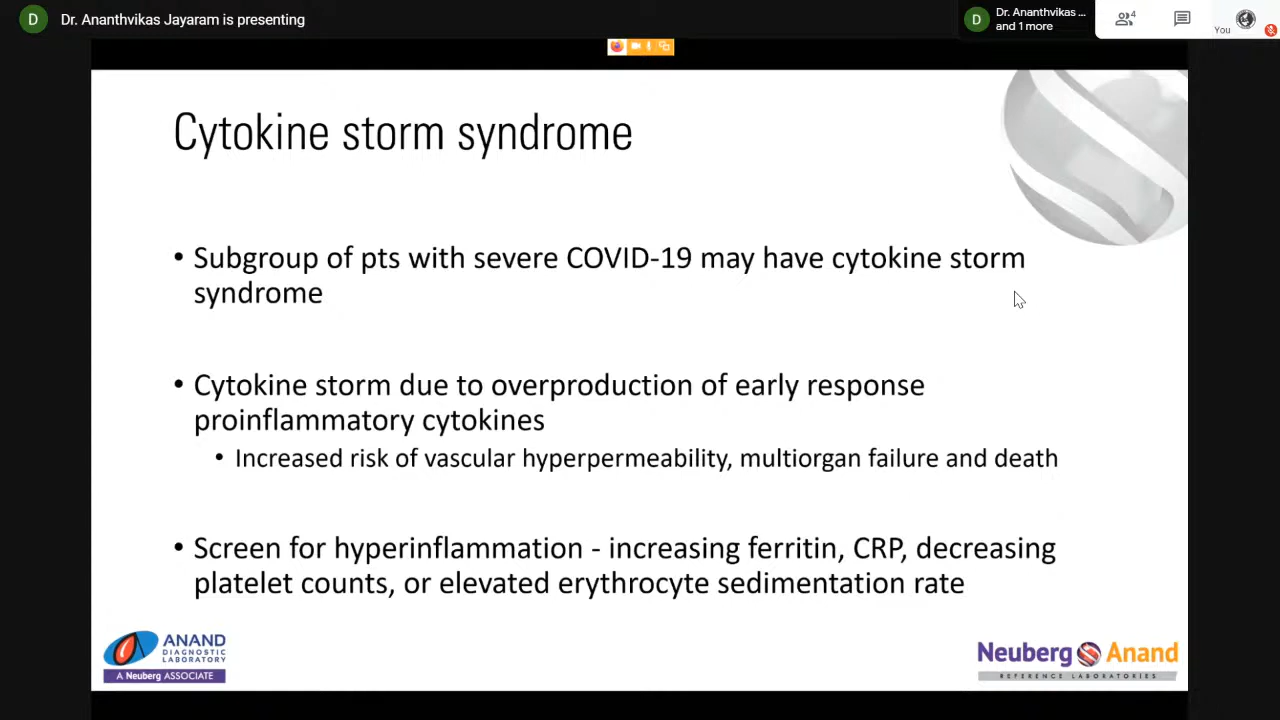 D Dr. Ananthvikas Jayaram is presenting
D Dr. Ananthvikas ...
and 1 more
4
You
Cytokine storm syndrome
• Subgroup of pts with severe COVID-19 may have cytokine storm
syndrome
• Cytokine storm due to overproduction of early response
proinflammatory cytokines
• Increased risk of vascular hyperpermeability, multiorgan failure and death
• Screen for hyperinflammation - increasing ferritin, CRP, decreasing
platelet counts, or elevated erythrocyte sedimentation rate
ANAND
DIAGNOSTIC
LABORATORY
A Neuberg ASSOCIATE
Neuberg Anand
REFERENCE LABORATORIES